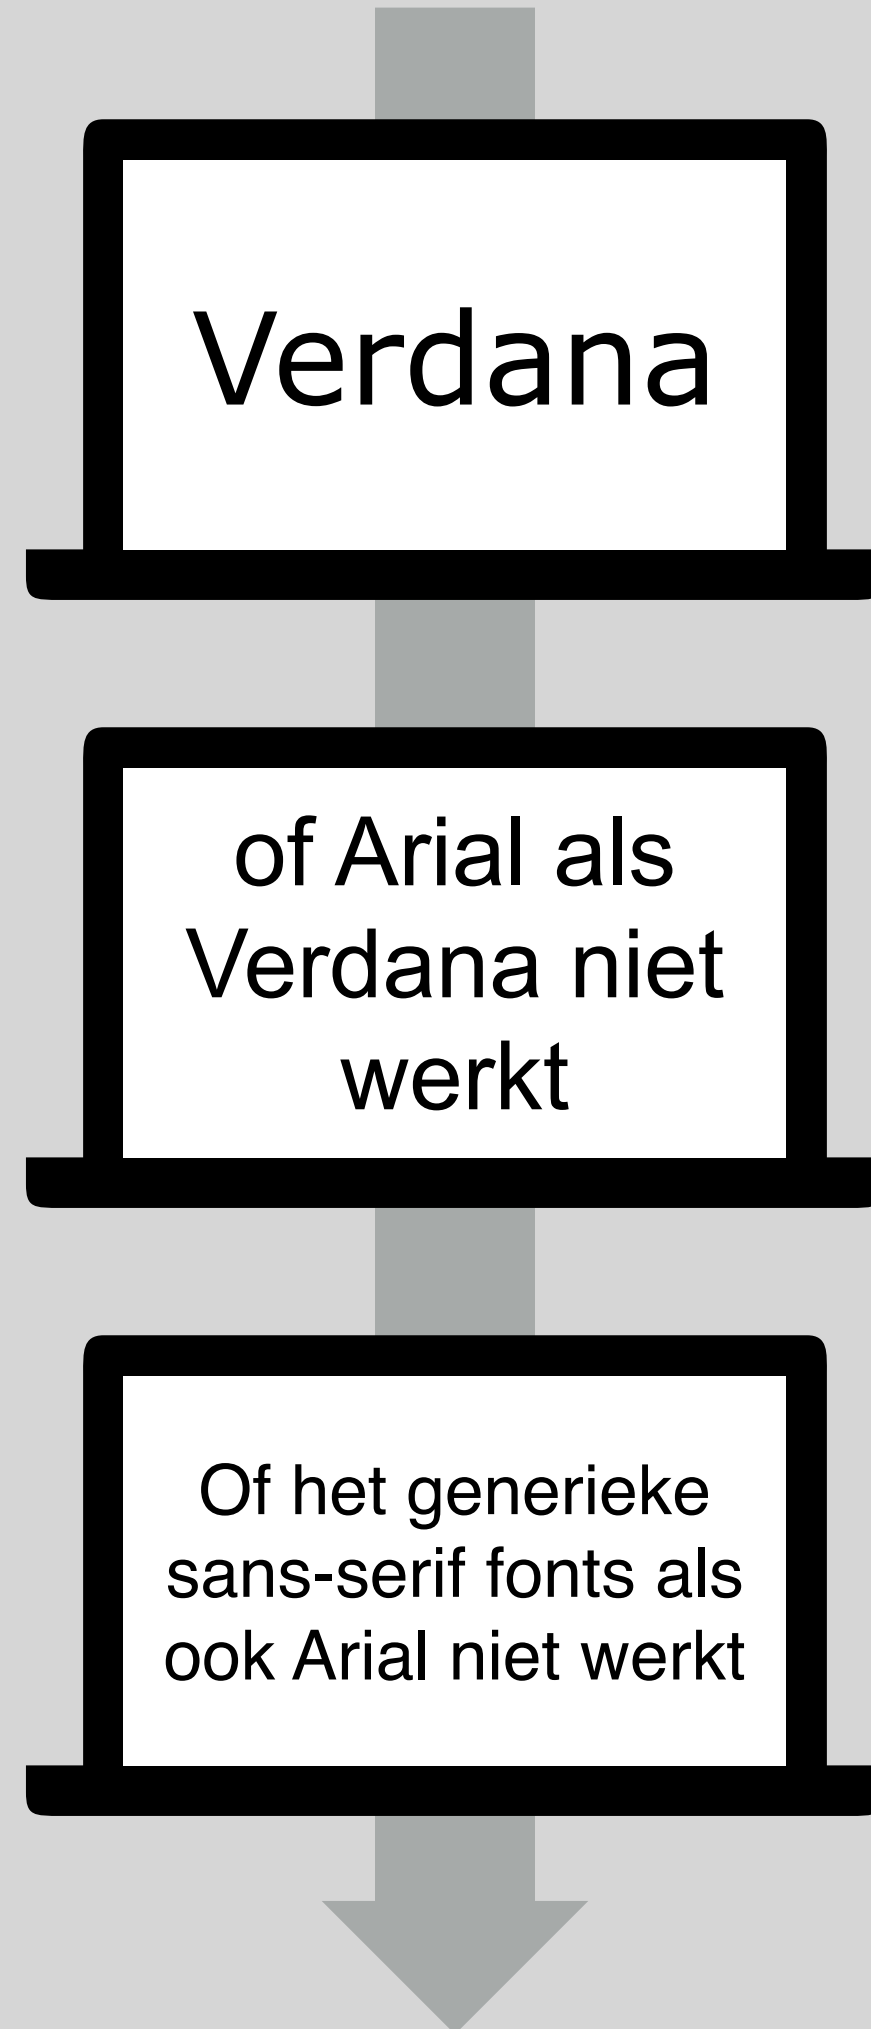 Verdana
of Arial als
Verdana niet
werkt
Of het generieke
sans-serif fonts als
ook Arial niet werkt